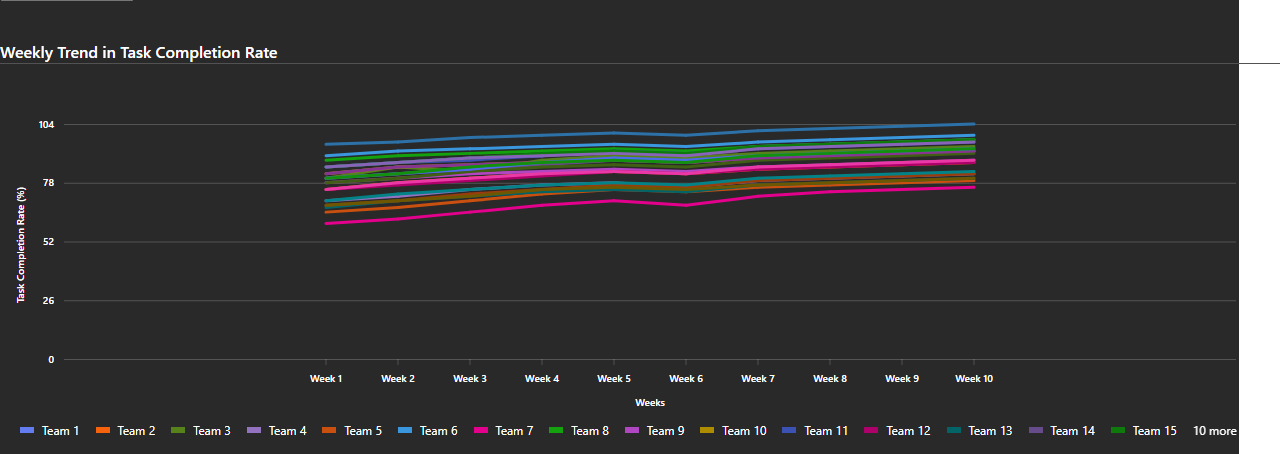 Weekly Trend in Task Completion Rate
104
78
52
26
0
Task Completion Rate (%)
Week 1 Week 2 Week 3 Week 4 Week 5 Week 6 Week 7 Week 8 Week 9 Week 10
Weeks
Team 1 Team 2 Team 3 Team 4 Team 5 Team 6 Team 7 Team 8 Team 9 Team 10 Team 11 Team 12 Team 13 Team 14 Team 15 10 more